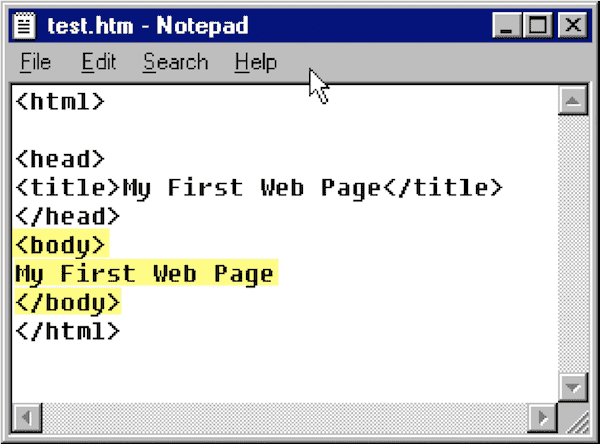 test.htm - Notepad
File Edit Search Help
<html>
<head>
<title>My First Web Page</title>
</head>
<body>
My First Web Page
</body>
</html>